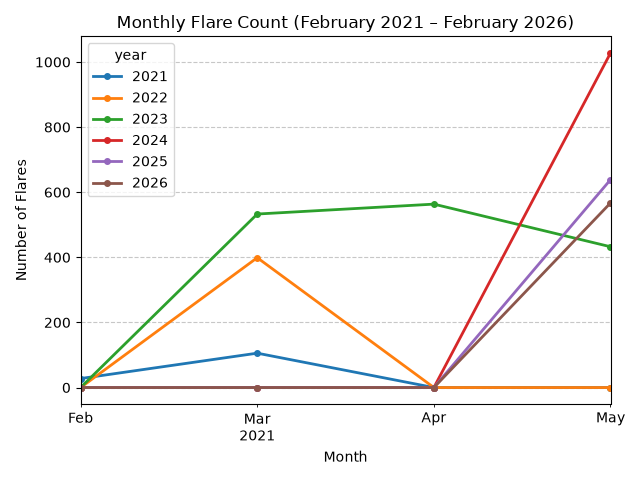 Monthly Flare Count (February 2021 – February 2026)
Number of Flares
1000
800
600
400
200
0
year
2021
2022
2023
2024
2025
2026
Feb
Mar
2021
Apr
May
Month